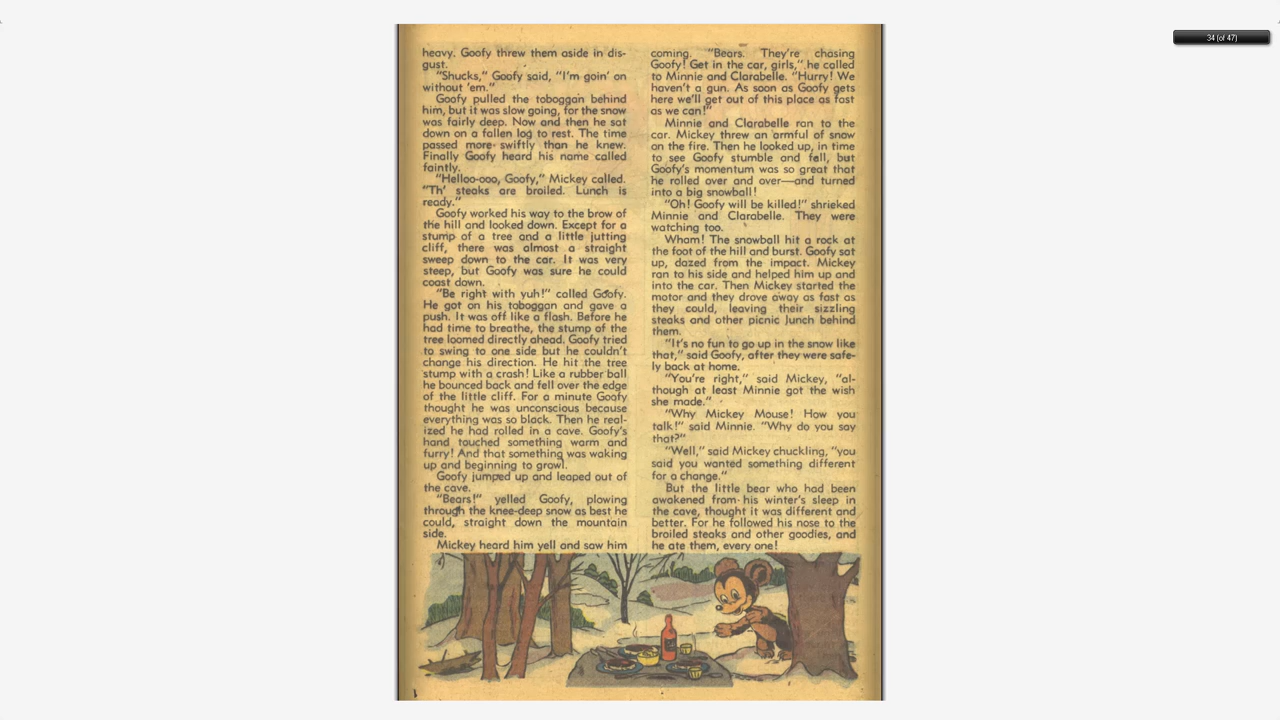 34 (of 47)
heavy. Goofy threw them aside in dis-
gust.
"Shucks," Goofy said, "I'm goin' on
without 'em."
Goofy pulled the toboggan behind
him, but it was slow going, for the snow
was fairly deep. Now and then he sat
down on a fallen log to rest. The time
passed more swiftly than he knew.
Finally Goofy heard his name called
faintly.
"Helloo-ooo, Goofy," Mickey called.
"Th' steaks are broiled. Lunch is
ready."
Goofy worked his way to the brow of
the hill and looked down. Except for a
stump of a tree and a little jutting
cliff, there was almost a straight
sweep down to the car. It was very
steep, but Goofy was sure he could
coast down.
"Be right with yuh!" called Goofy.
He got on his toboggan and gave a
push. It was off like a flash. Before he
had time to breathe, the stump of the
tree loomed directly ahead. Goofy tried
to swing to one side but he couldn't
change his direction. He hit the tree
stump with a crash! Like a rubber ball
he bounced back and fell over the edge
of the little cliff. For a minute Goofy
thought he was unconscious because
everything was so black. Then he real-
ized he had rolled in a cave. Goofy's
hand touched something warm and
furry! And that something was waking
up and beginning to growl.
Goofy jumped up and leaped out of
the cave.
"Bears!" yelled Goofy, plowing
through the knee-deep snow as best he
could, straight down the mountain
side.
Mickey heard him yell and saw him
coming. "Bears. They're chasing
Goofy! Get in the car, girls," he called
to Minnie and Clarabelle. "Hurry! We
haven't a gun. As soon as Goofy gets
here we'll get out of this place as fast
as we can!"
Minnie and Clarabelle ran to the
car. Mickey threw an armful of snow
on the fire. Then he looked up, in time
to see Goofy stumble and fall, but
Goofy's momentum was so great that
he rolled over and over—and turned
into a big snowball!
"Oh! Goofy will be killed!" shrieked
Minnie and Clarabelle. They were
watching too.
Wham! The snowball hit a rock at
the foot of the hill and burst. Goofy sat
up, dazed from the impact. Mickey
ran to his side and helped him up and
into the car. Then Mickey started the
motor and they drove away as fast as
they could, leaving their sizzling
steaks and other picnic lunch behind
them.
"It's no fun to go up in the snow like
that," said Goofy, after they were safe-
ly back at home.
"You're right," said Mickey, "al-
though at least Minnie got the wish
she made."
"Why Mickey Mouse! How you
talk!" said Minnie. "Why do you say
that?"
"Well," said Mickey chuckling, "you
said you wanted something different
for a change."
But the little bear who had been
awakened from his winter's sleep in
the cave, thought it was different and
better. For he followed his nose to the
broiled steaks and other goodies, and
he ate them, every one!